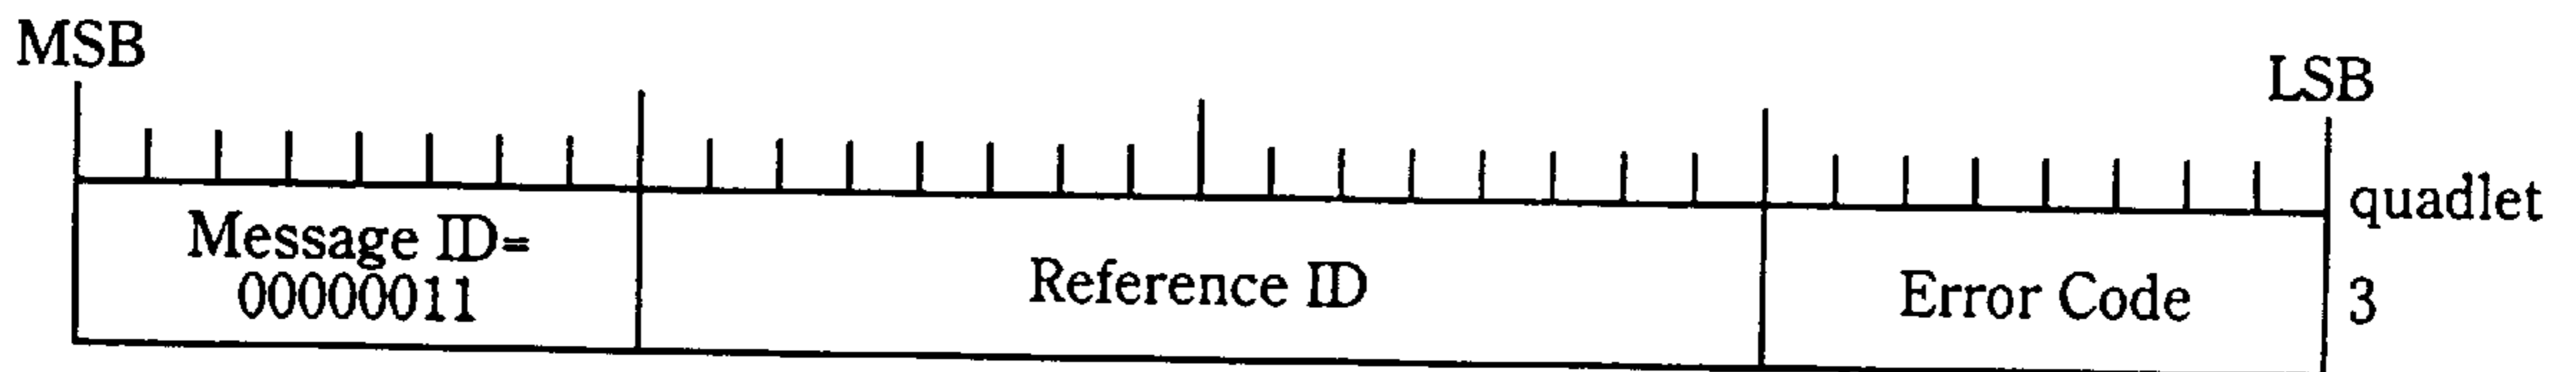 MSB
LSB
quadlet
Message ID=
00000011
Reference ID
Error Code
3